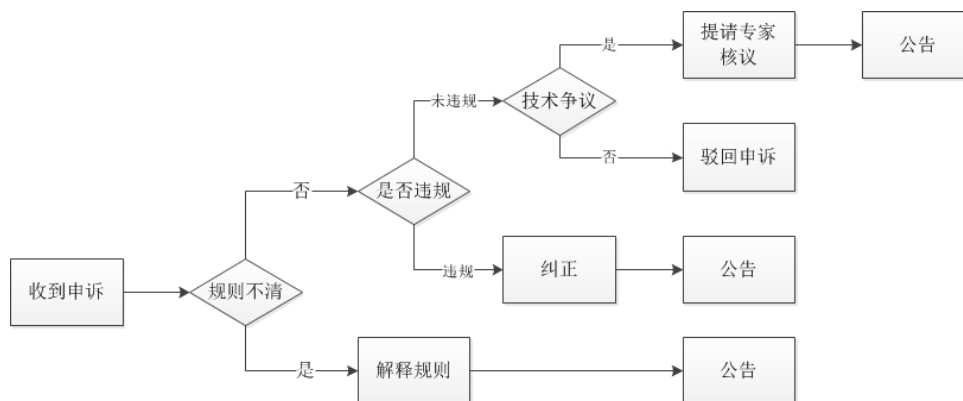 是
提请专家
核议
公告
未违规
技术争议
否
驳回申诉
否
是否违规
违规
纠正
公告
收到申诉
规则不清
是
解释规则
公告